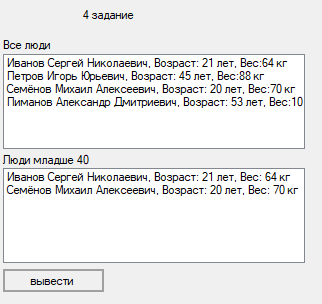 4 задание
Все люди
Иванов Сергей Николаевич, Возраст: 21 лет, Вес:64 кг
Петров Игорь Юрьевич, Возраст: 45 лет, Вес:88 кг
Семёнов Михаил Алексеевич, Возраст: 20 лет, Вес:70 кг
Пиманов Александр Дмитриевич, Возраст: 53 лет, Вес:10
Люди младше 40
Иванов Сергей Николаевич, Возраст: 21 лет, Вес: 64 кг
Семёнов Михаил Алексеевич, Возраст: 20 лет, Вес: 70 кг
вывести